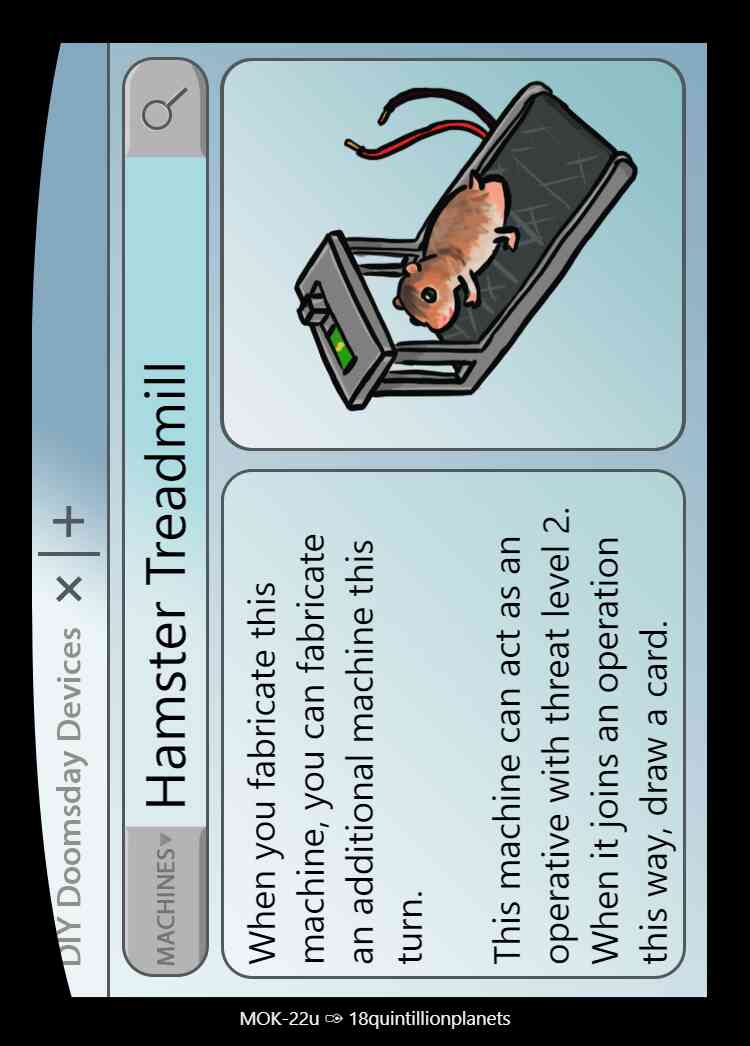 DIY Doomsday Devices × | +
MACHINES▾ Hamster Treadmill
When you fabricate this
machine, you can fabricate
an additional machine this
turn.
This machine can act as an
operative with threat level 2.
When it joins an operation
this way, draw a card.
MOK-22u ✑ 18quintillionplanets